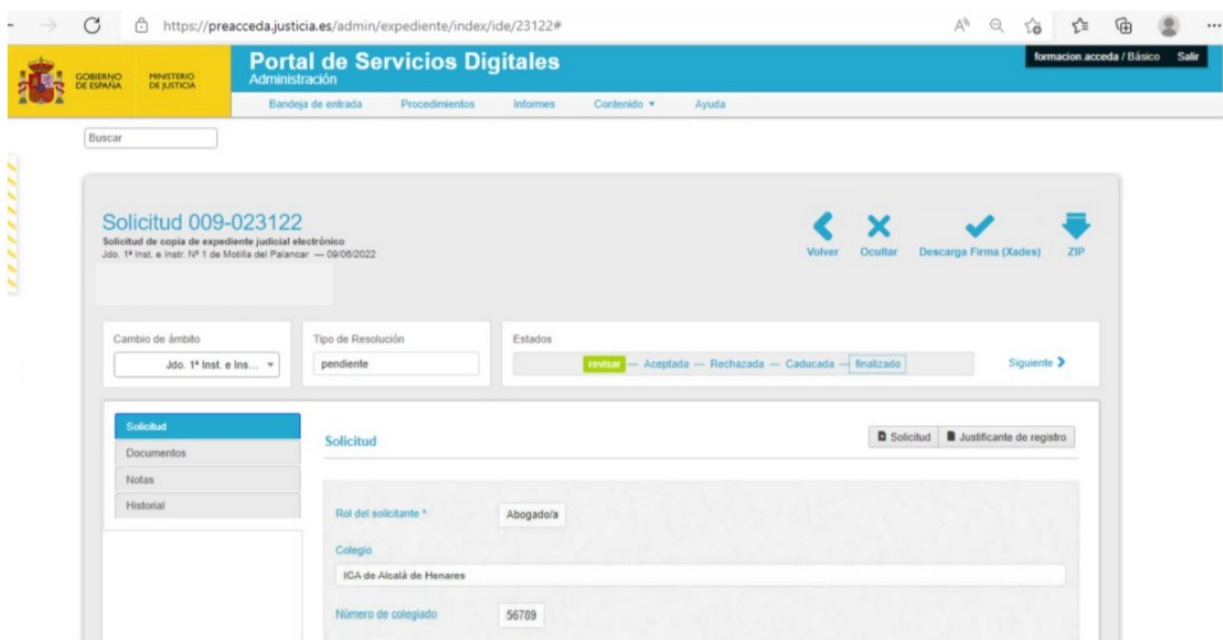 https://preacceda.justicia.es/admin/expediente/index/ide/23122#
GOBIERNO DE ESPAÑA
MINISTERIO DE JUSTICIA
Portal de Servicios Digitales
Administración
formacion.acceda / Básico Salir
Bandeja de entrada Procedimientos Informes Contenido Ayuda
Buscar
Solicitud 009-023122
Solicitud de copia de expediente judicial electrónico
Jdo. 1ª Inst. e Instr. Nº 1 de Motilla del Palancar — 09/06/2022
Volver Ocultar Descarga Firma (Xades) ZIP
Cambio de ámbito Tipo de Resolución Estados
Jdo. 1ª Inst. e Ins... pendiente revisar — Aceptada — Rechazada — Caducada — finalizado Siguiente
Solicitud
Documentos
Notas
Historial
Solicitud
Solicitud Justificante de registro
Rol del solicitante * Abogado/a
Colegio
ICA de Alcalá de Henares
Número de colegiado 56789